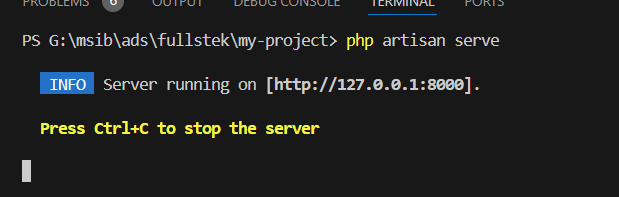 PROBLEMS 6 OUTPUT DEBUG CONSOLE TERMINAL PORTS
PS G:\msib\ads\fullstek\my-project> php artisan serve
INFO Server running on [http://127.0.0.1:8000].
Press Ctrl+C to stop the server